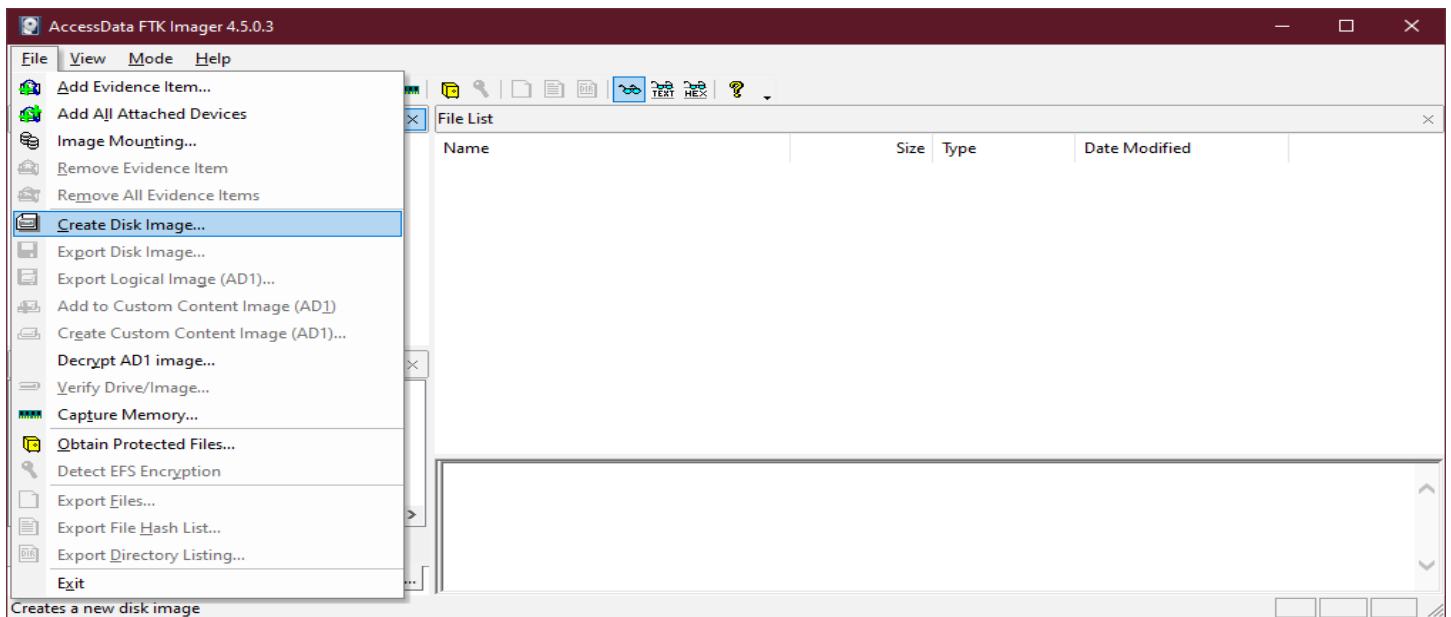 AccessData FTK Imager 4.5.0.3
File View Mode Help
Add Evidence Item...
Add All Attached Devices
Image Mounting...
Remove Evidence Item
Remove All Evidence Items
Create Disk Image...
Export Disk Image...
Export Logical Image (AD1)...
Add to Custom Content Image (AD1)
Create Custom Content Image (AD1)...
Decrypt AD1 image...
Verify Drive/Image...
Capture Memory...
Obtain Protected Files...
Detect EFS Encryption
Export Files...
Export File Hash List...
Export Directory Listing...
Exit
DIR TEXT HEX
File List
Name Size Type Date Modified
...
Creates a new disk image